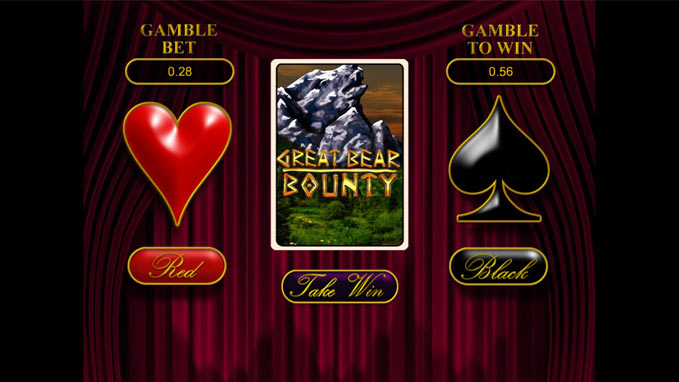 GAMBLE
BET
0.28
GAMBLE
TO WIN
0.56
GREAT BEAR
BOUNTY
Red
Take Win
Black